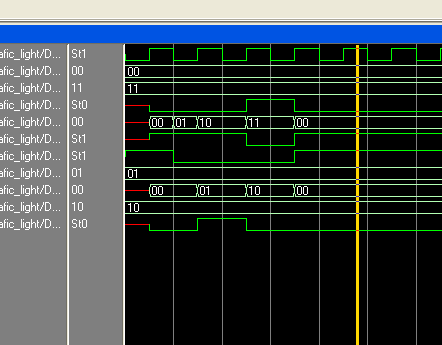 afic_light/D... St1
afic_light/D... 00 00
afic_light/D... 11 11
afic_light/D... St0
afic_light/D... 00 00 01 10 11 00
afic_light/D... St1
afic_light/D... St1
afic_light/D... 01 01
afic_light/D... 00 00 01 10 00
afic_light/D... 10 10
afic_light/D... St0